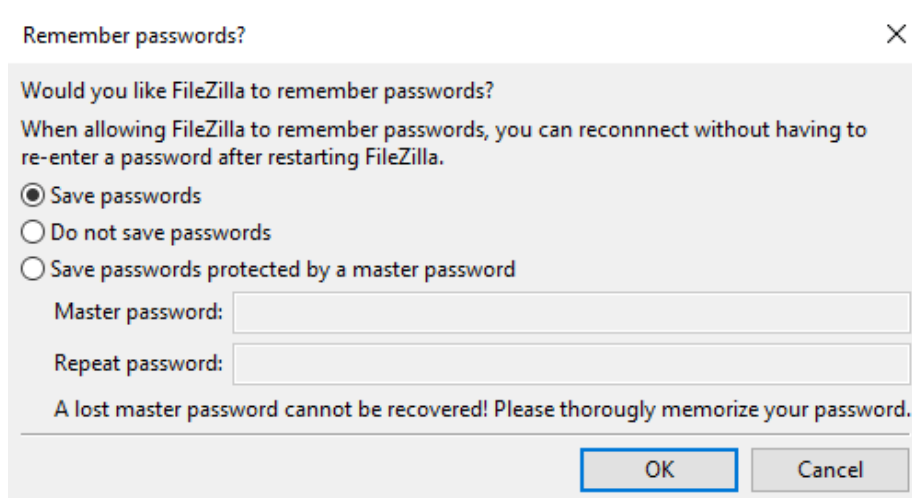 Remember passwords?
Would you like FileZilla to remember passwords?
When allowing FileZilla to remember passwords, you can reconnnect without having to
re-enter a password after restarting FileZilla.
Save passwords
Do not save passwords
Save passwords protected by a master password
Master password:
Repeat password:
A lost master password cannot be recovered! Please thorougly memorize your password.
OK Cancel